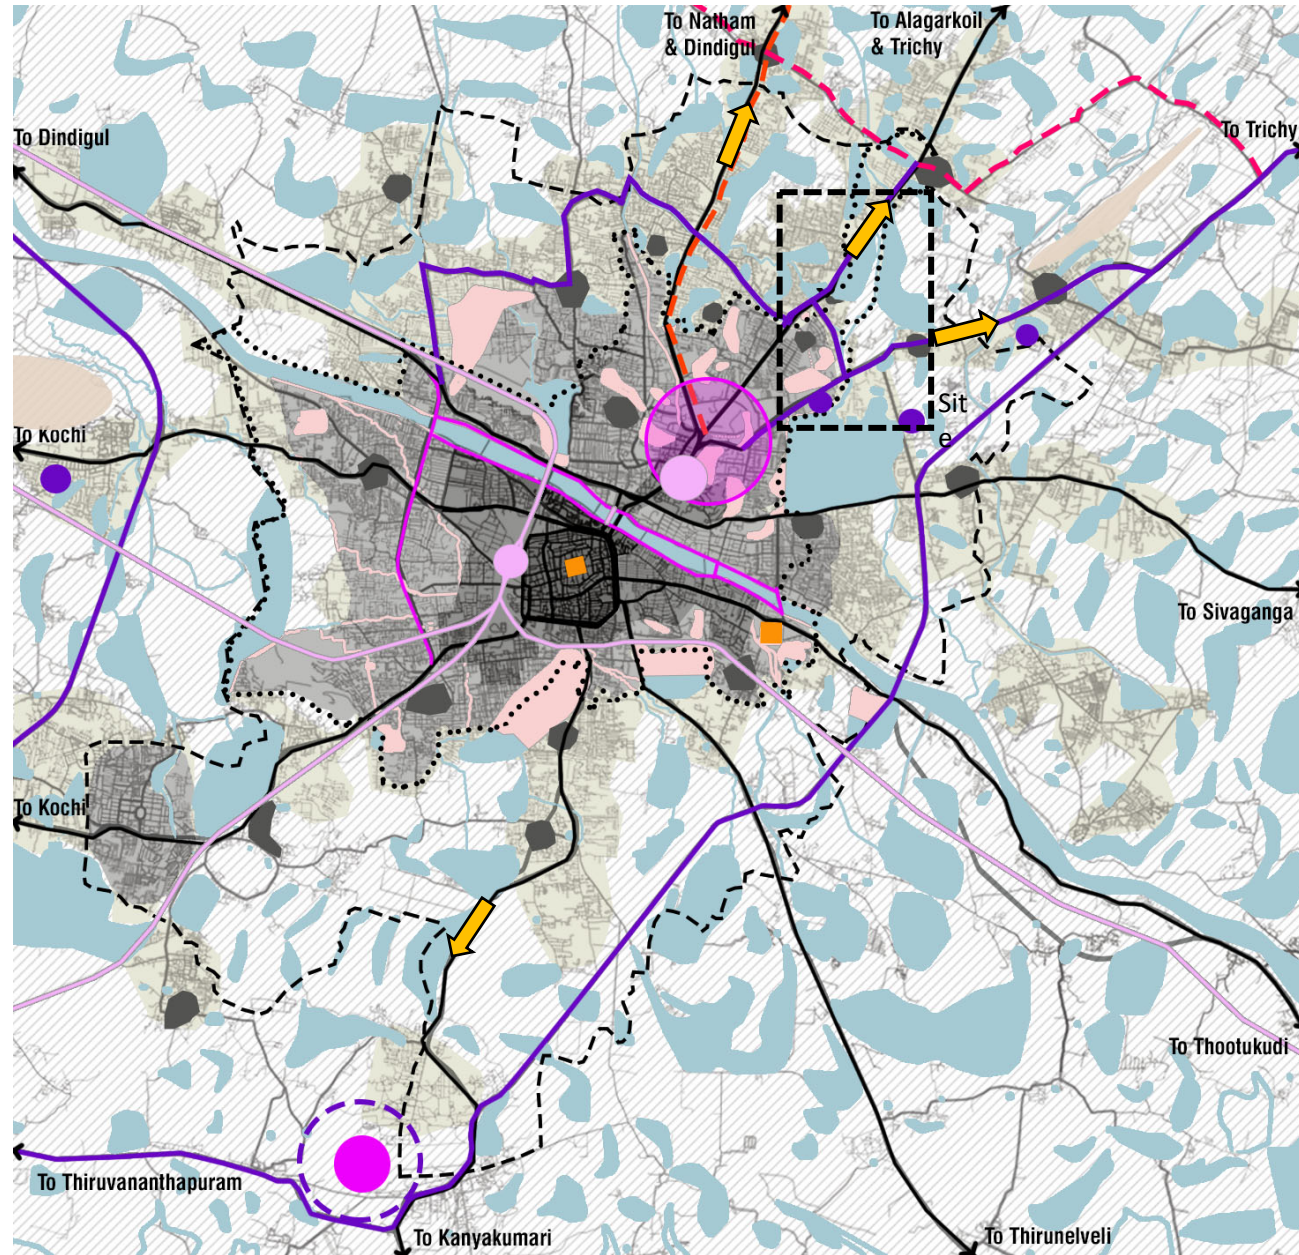 To Natham
& Dindigul
To Alagarkoil
& Trichy
To Dindigul
To Trichy
Sit
e
To Kochi
To Sivaganga
To Kochi
To Thootukudi
To Thiruvananthapuram
To Kanyakumari
To Thirunelveli